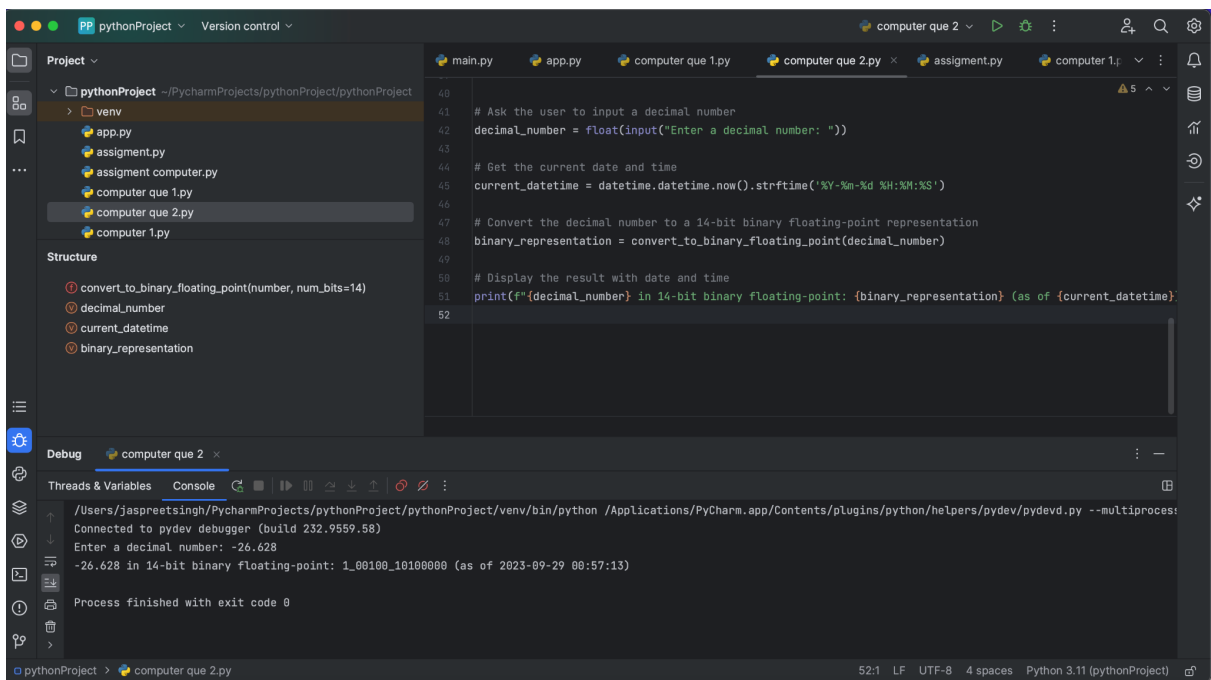 PP pythonProject Version control computer que 2
Project
pythonProject ~/PycharmProjects/pythonProject/pythonProject
venv
app.py
assigment.py
assigment computer.py
computer que 1.py
computer que 2.py
computer 1.py
Structure
convert_to_binary_floating_point(number, num_bits=14)
decimal_number
current_datetime
binary_representation
main.py app.py computer que 1.py computer que 2.py assigment.py computer 1.p
5
40
41 # Ask the user to input a decimal number
42 decimal_number = float(input("Enter a decimal number: "))
43
44 # Get the current date and time
45 current_datetime = datetime.datetime.now().strftime('%Y-%m-%d %H:%M:%S')
46
47 # Convert the decimal number to a 14-bit binary floating-point representation
48 binary_representation = convert_to_binary_floating_point(decimal_number)
49
50 # Display the result with date and time
51 print(f"{decimal_number} in 14-bit binary floating-point: {binary_representation} (as of {current_datetime})
52
Debug computer que 2
Threads & Variables Console
/Users/jaspreetsingh/PycharmProjects/pythonProject/pythonProject/venv/bin/python /Applications/PyCharm.app/Contents/plugins/python/helpers/pydev/pydevd.py --multiprocess
Connected to pydev debugger (build 232.9559.58)
Enter a decimal number: -26.628
-26.628 in 14-bit binary floating-point: 1_00100_10100000 (as of 2023-09-29 00:57:13)
Process finished with exit code 0
pythonProject > computer que 2.py 52:1 LF UTF-8 4 spaces Python 3.11 (pythonProject)